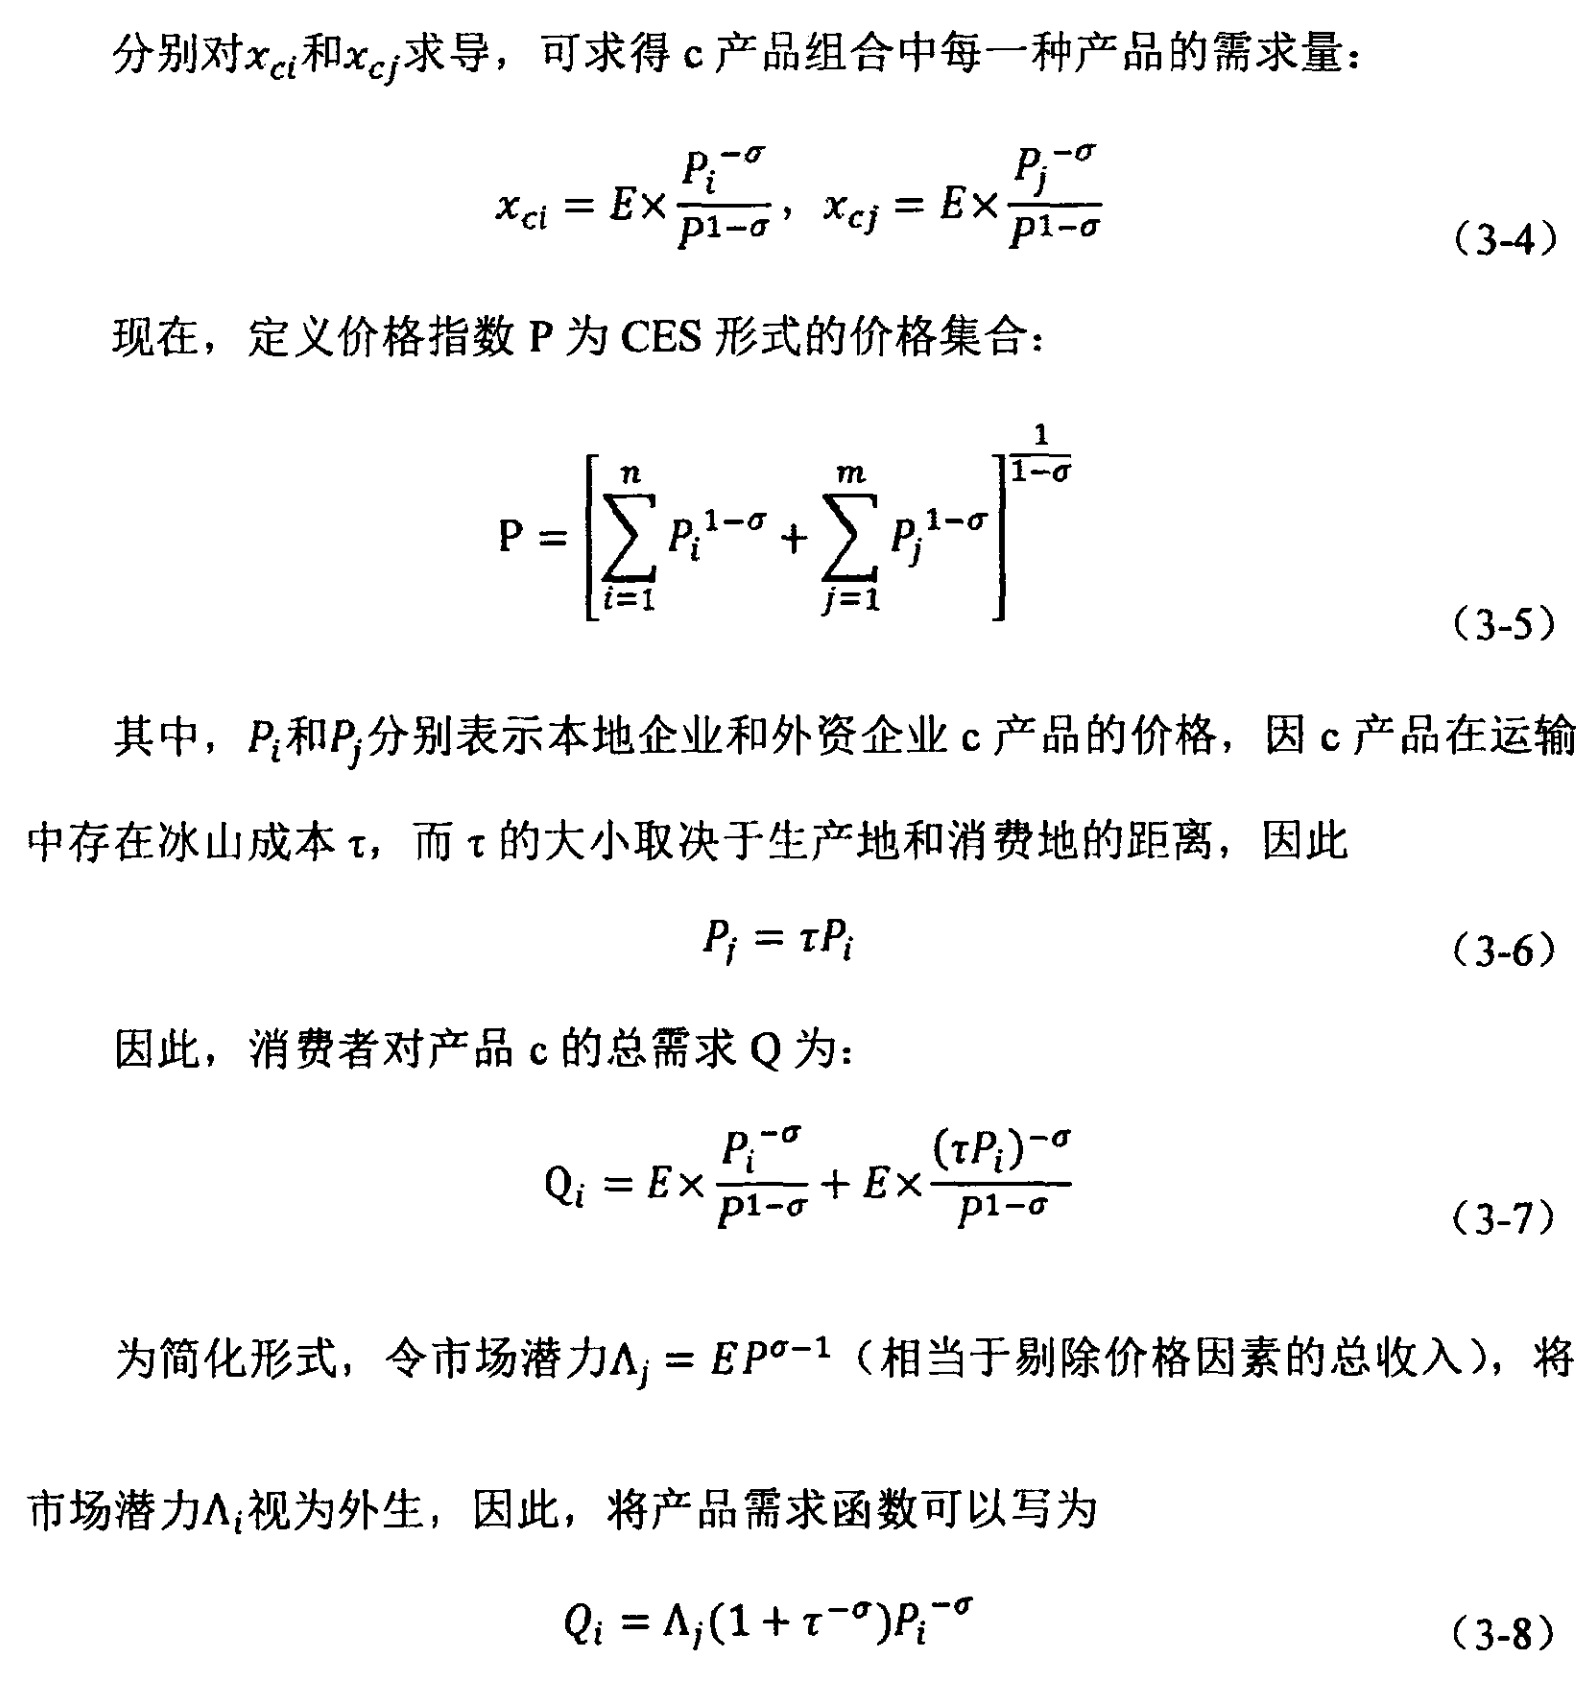 分别对$x_{ci}$和$x_{cj}$求导，可求得 c 产品组合中每一种产品的需求量：
$x_{ci} = E \times \frac{P_i^{-\sigma}}{P^{1-\sigma}}，x_{cj} = E \times \frac{P_j^{-\sigma}}{P^{1-\sigma}}$ （3-4）
现在，定义价格指数 P 为 CES 形式的价格集合：
$P = \left[ \sum_{i=1}^{n} P_i^{1-\sigma} + \sum_{j=1}^{m} P_j^{1-\sigma} \right]^{\frac{1}{1-\sigma}}$ （3-5）
其中，$P_i$和$P_j$分别表示本地企业和外资企业 c 产品的价格，因 c 产品在运输
中存在冰山成本 τ，而 τ 的大小取决于生产地和消费地的距离，因此
$P_j = \tau P_i$ （3-6）
因此，消费者对产品 c 的总需求 Q 为：
$Q_i = E \times \frac{P_i^{-\sigma}}{P^{1-\sigma}} + E \times \frac{(\tau P_i)^{-\sigma}}{P^{1-\sigma}}$ （3-7）
为简化形式，令市场潜力$\Lambda_j = EP^{\sigma-1}$（相当于剔除价格因素的总收入），将
市场潜力$\Lambda_i$视为外生，因此，将产品需求函数可以写为
$Q_i = \Lambda_j(1 + \tau^{-\sigma})P_i^{-\sigma}$ （3-8）